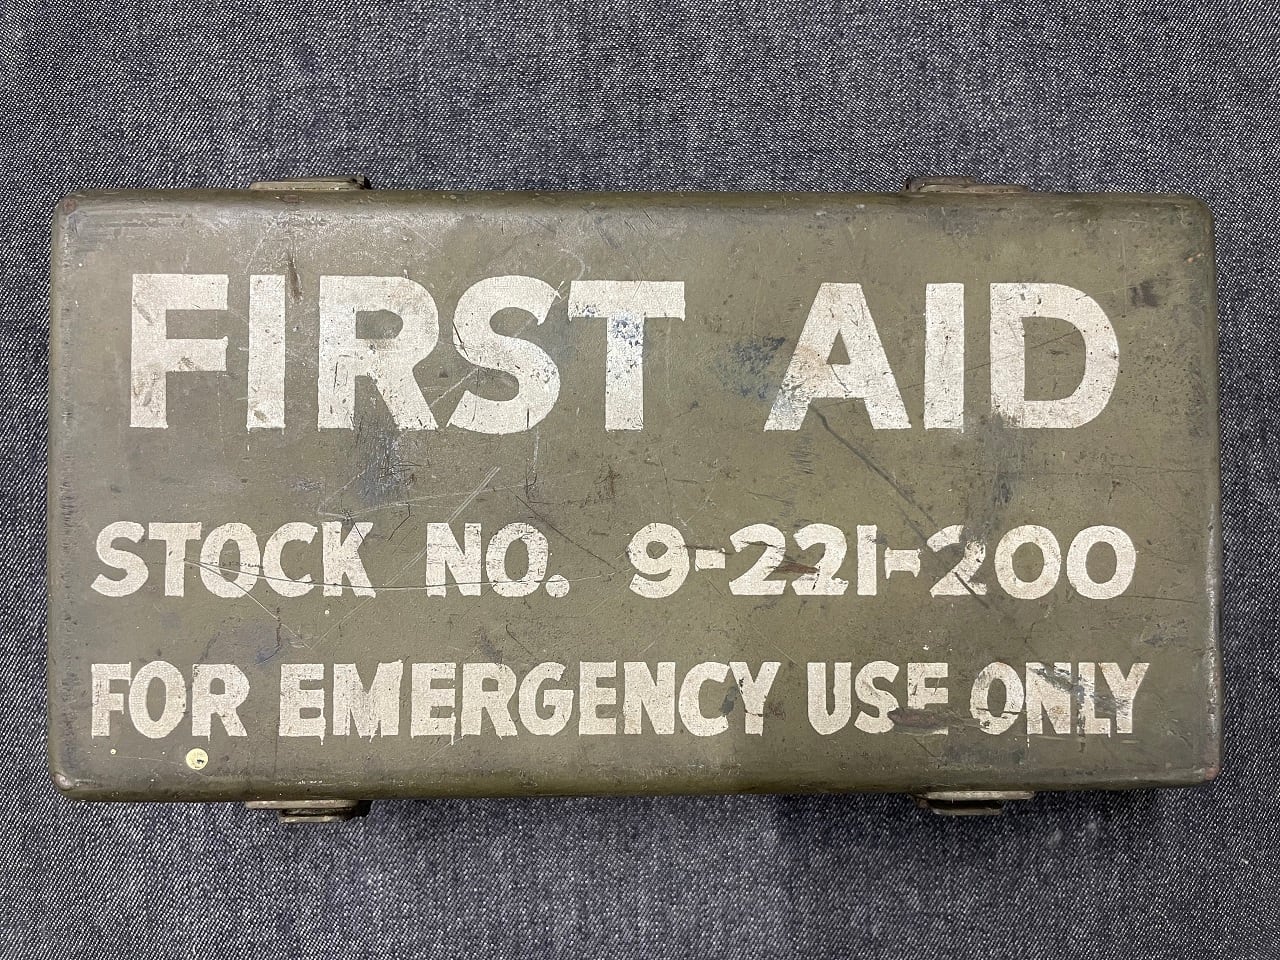 FIRST AID
STOCK NO. 9-221-200
FOR EMERGENCY USE ONLY